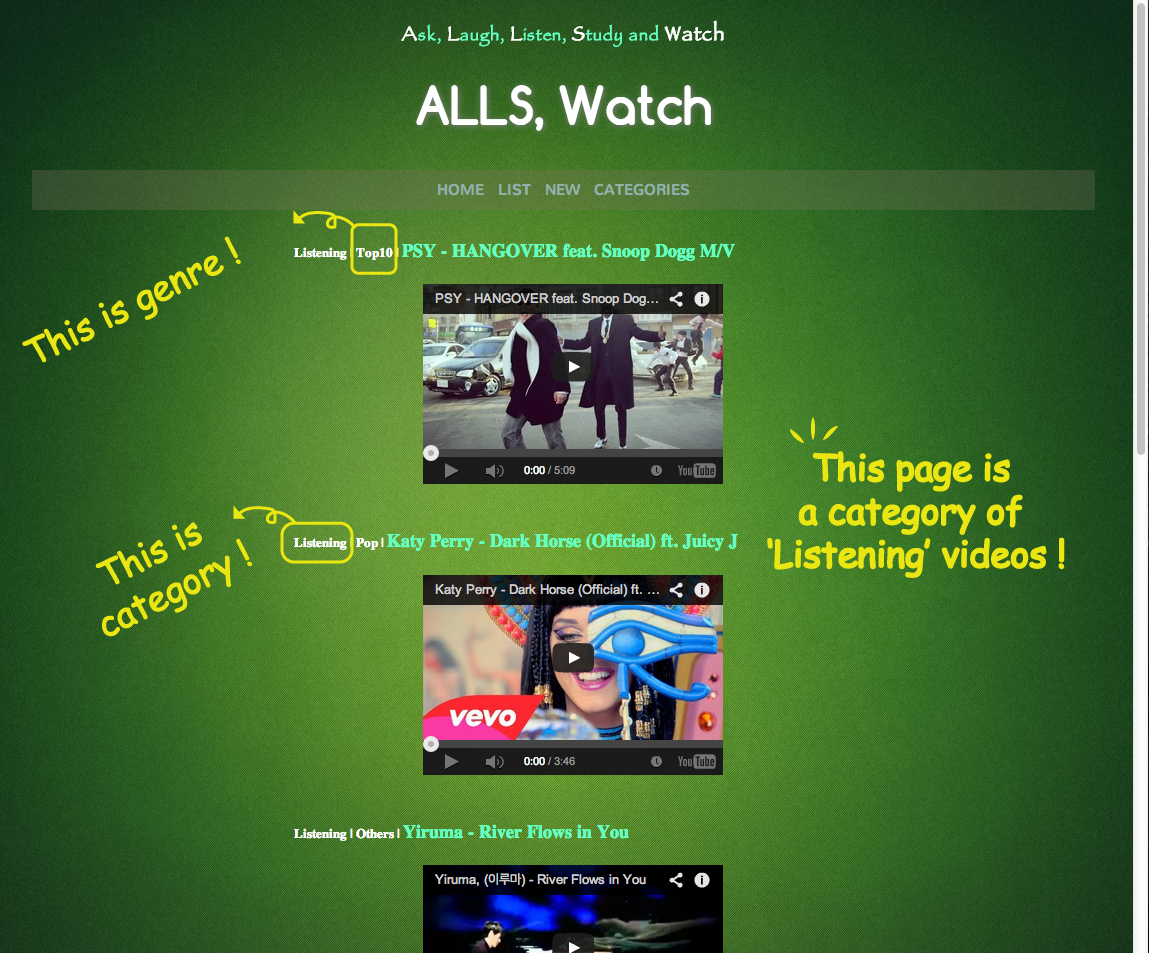 Ask, Laugh, Listen, Study and Watch
ALLS, Watch
HOME LIST NEW CATEGORIES
Listening | Top10 | PSY - HANGOVER feat. Snoop Dogg M/V
This is genre !
PSY - HANGOVER feat. Snoop Dog...
0:00 / 5:09 YouTube
This page is
a category of
'Listening' videos !
This is
category !
Listening | Pop | Katy Perry - Dark Horse (Official) ft. Juicy J
Katy Perry - Dark Horse (Official) ft. ...
vevo
0:00 / 3:46 YouTube
Listening | Others | Yiruma - River Flows in You
Yiruma, (이루마) - River Flows in You